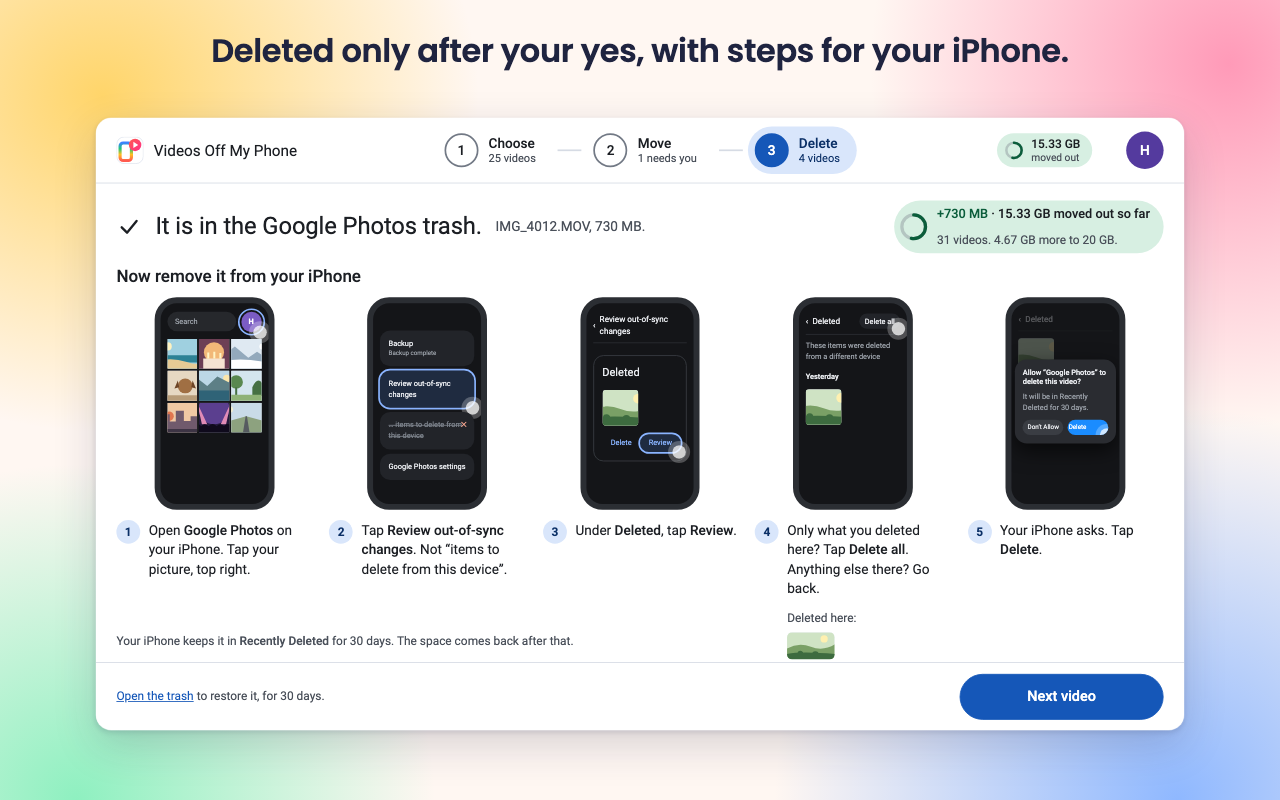 Deleted only after your yes, with steps for your iPhone.
Videos Off My Phone
1
Choose
25 videos
2
Move
1 needs you
3
Delete
4 videos
15.33 GB
moved out
H
It is in the Google Photos trash.
IMG_4012.MOV, 730 MB.
+730 MB · 15.33 GB moved out so far
31 videos. 4.67 GB more to 20 GB.
Now remove it from your iPhone
Search
H
Backup
Backup complete
Review out-of-sync
changes
... items to delete from
this device
Google Photos settings
‹
Review out-of-sync
changes
Deleted
Delete
Review
‹ Deleted
Delete all
These items were deleted
from a different device
Yesterday
‹ Deleted
Allow “Google Photos” to
delete this video?
It will be in Recently
Deleted for 30 days.
Don't Allow
Delete
1
Open Google Photos on
your iPhone. Tap your
picture, top right.
2
Tap Review out-of-sync
changes. Not “items to
delete from this device”.
3
Under Deleted, tap Review.
4
Only what you deleted
here? Tap Delete all.
Anything else there? Go
back.
Deleted here:
5
Your iPhone asks. Tap
Delete.
Your iPhone keeps it in Recently Deleted for 30 days. The space comes back after that.
Open the trash to restore it, for 30 days.
Next video